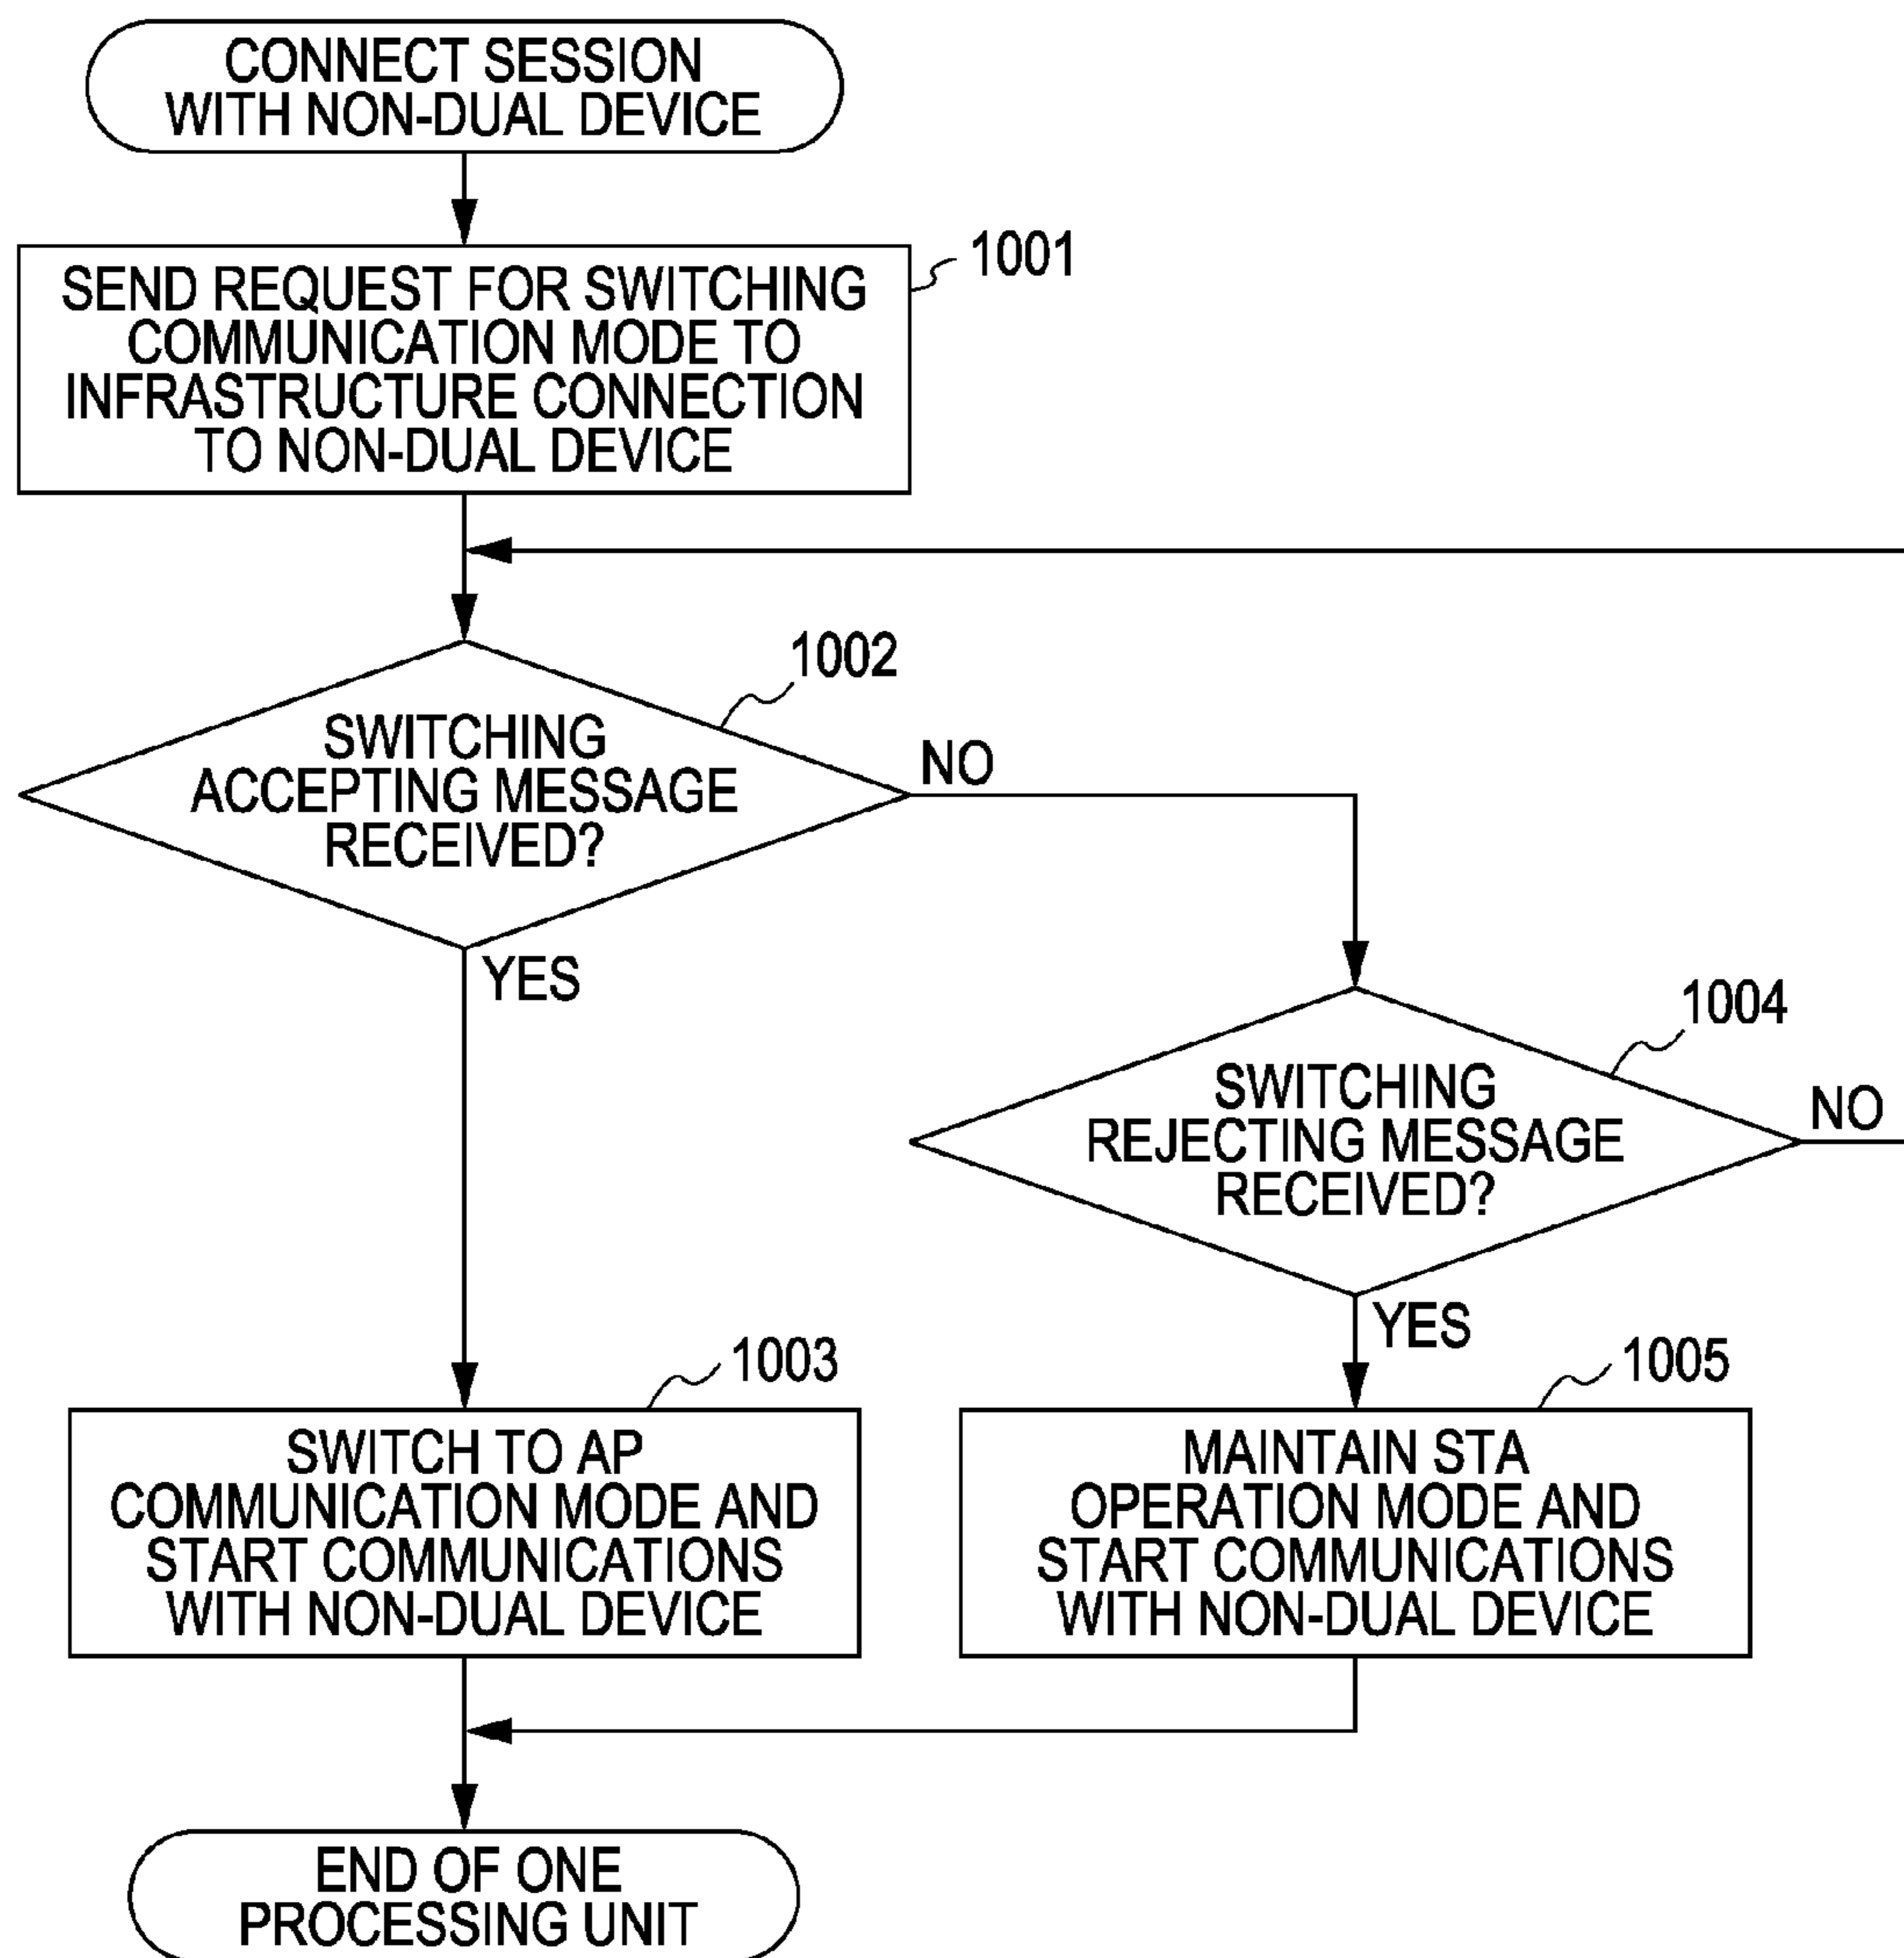 CONNECT SESSION
WITH NON-DUAL DEVICE
1001
SEND REQUEST FOR SWITCHING
COMMUNICATION MODE TO
INFRASTRUCTURE CONNECTION
TO NON-DUAL DEVICE
1002
SWITCHING
ACCEPTING MESSAGE
RECEIVED?
NO
YES
1004
SWITCHING
REJECTING MESSAGE
RECEIVED?
NO
YES
1003
SWITCH TO AP
COMMUNICATION MODE AND
START COMMUNICATIONS
WITH NON-DUAL DEVICE
1005
MAINTAIN STA
OPERATION MODE AND
START COMMUNICATIONS
WITH NON-DUAL DEVICE
END OF ONE
PROCESSING UNIT